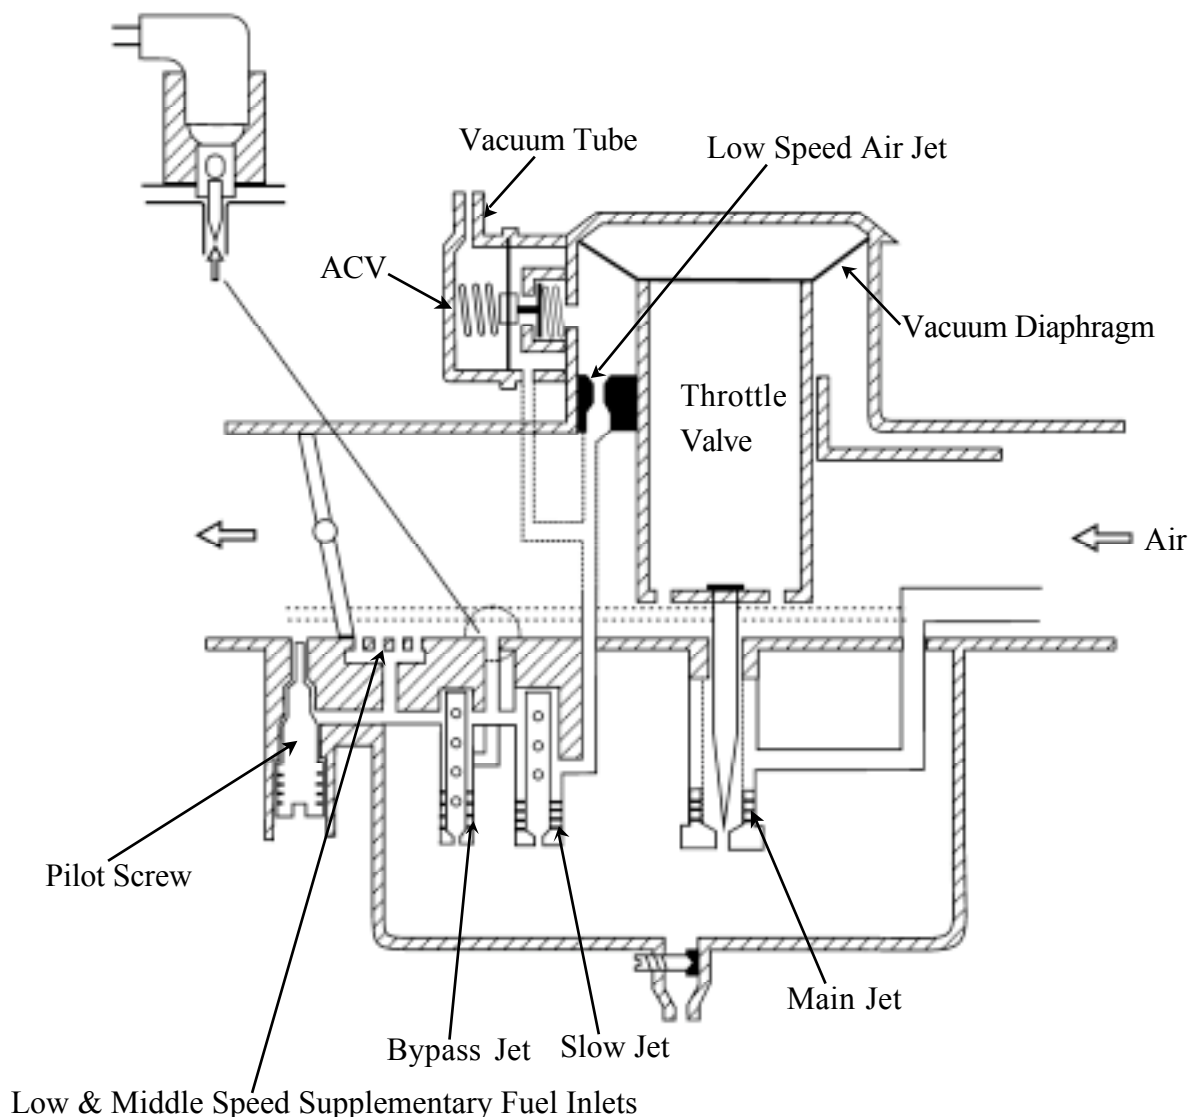 Vacuum Tube
Low Speed Air Jet
ACV
Vacuum Diaphragm
Throttle
Valve
Air
Pilot Screw
Main Jet
Bypass Jet
Slow Jet
Low & Middle Speed Supplementary Fuel Inlets